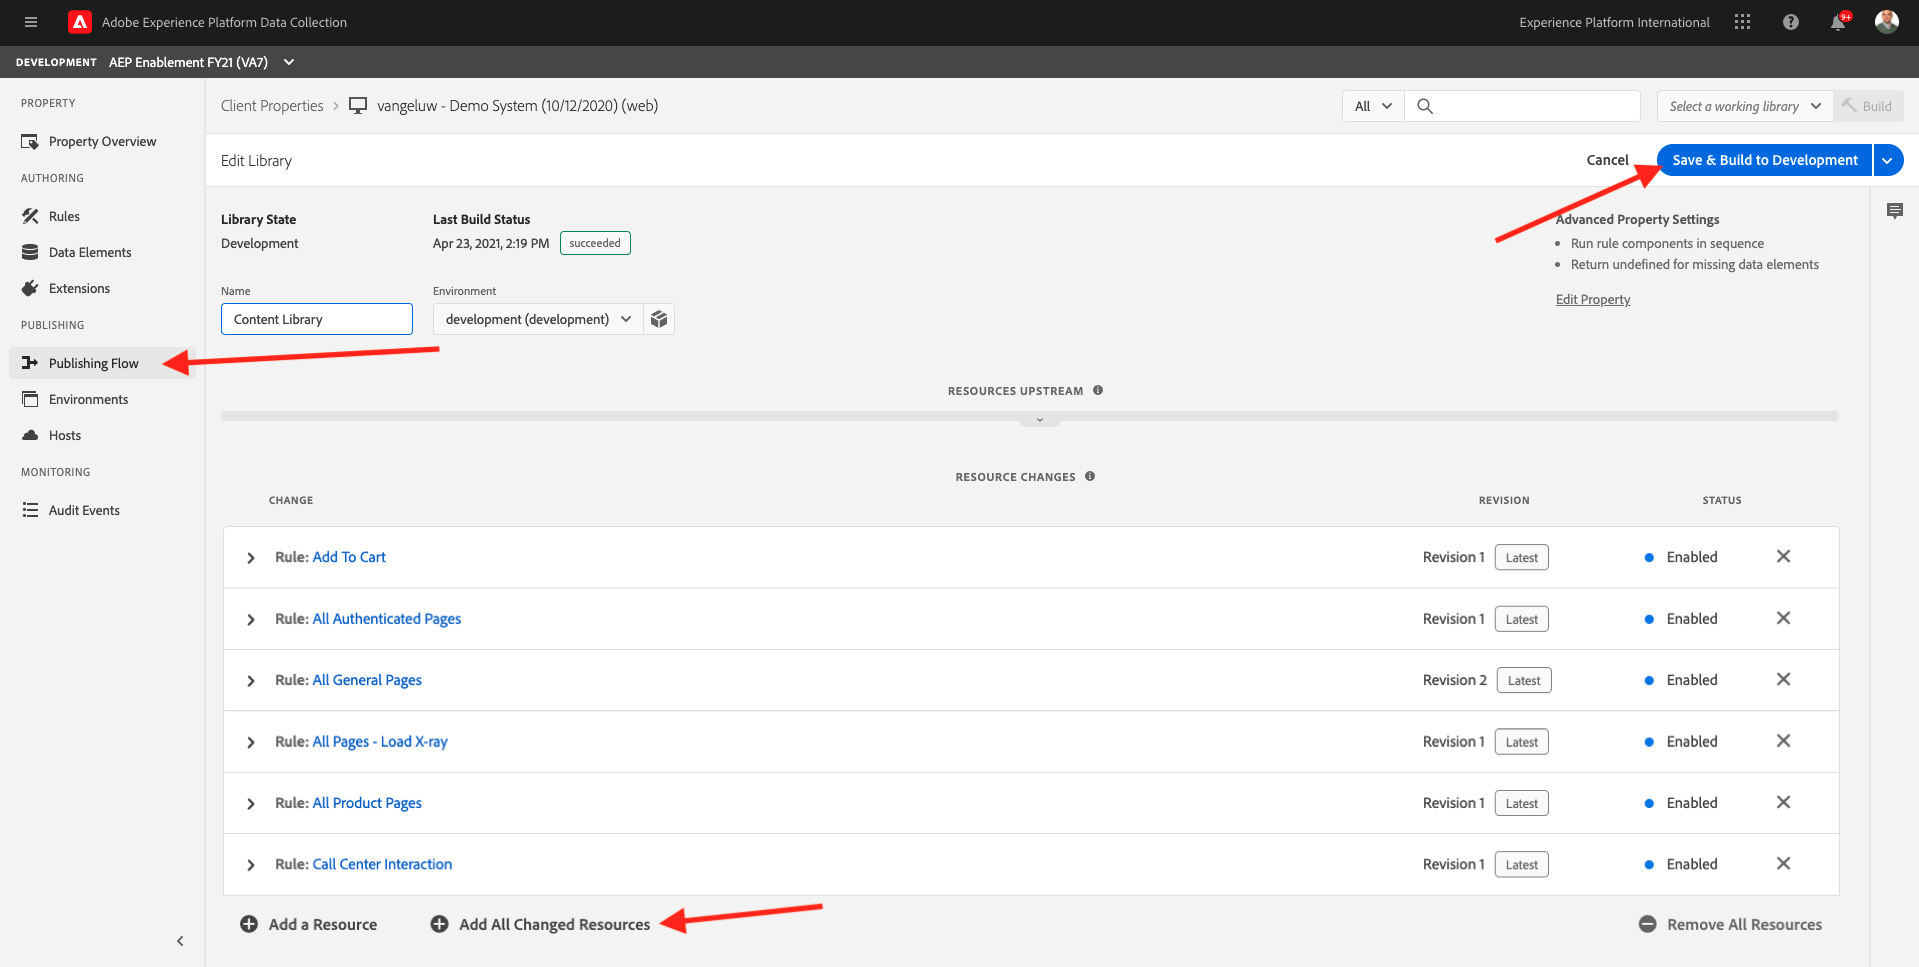 Adobe Experience Platform Data Collection
Experience Platform International
9+
DEVELOPMENT AEP Enablement FY21 (VA7)
PROPERTY
Property Overview
AUTHORING
Rules
Data Elements
Extensions
PUBLISHING
Publishing Flow
Environments
Hosts
MONITORING
Audit Events
Client Properties
vangeluw - Demo System (10/12/2020) (web)
All
Select a working library
Build
Edit Library
Cancel
Save & Build to Development
Library State
Development
Last Build Status
Apr 23, 2021, 2:19 PM succeeded
Advanced Property Settings
• Run rule components in sequence
• Return undefined for missing data elements
Edit Property
Name
Content Library
Environment
development (development)
RESOURCES UPSTREAM
RESOURCE CHANGES
CHANGE REVISION STATUS
Rule: Add To Cart Revision 1 Latest Enabled
Rule: All Authenticated Pages Revision 1 Latest Enabled
Rule: All General Pages Revision 2 Latest Enabled
Rule: All Pages - Load X-ray Revision 1 Latest Enabled
Rule: All Product Pages Revision 1 Latest Enabled
Rule: Call Center Interaction Revision 1 Latest Enabled
Add a Resource
Add All Changed Resources
Remove All Resources